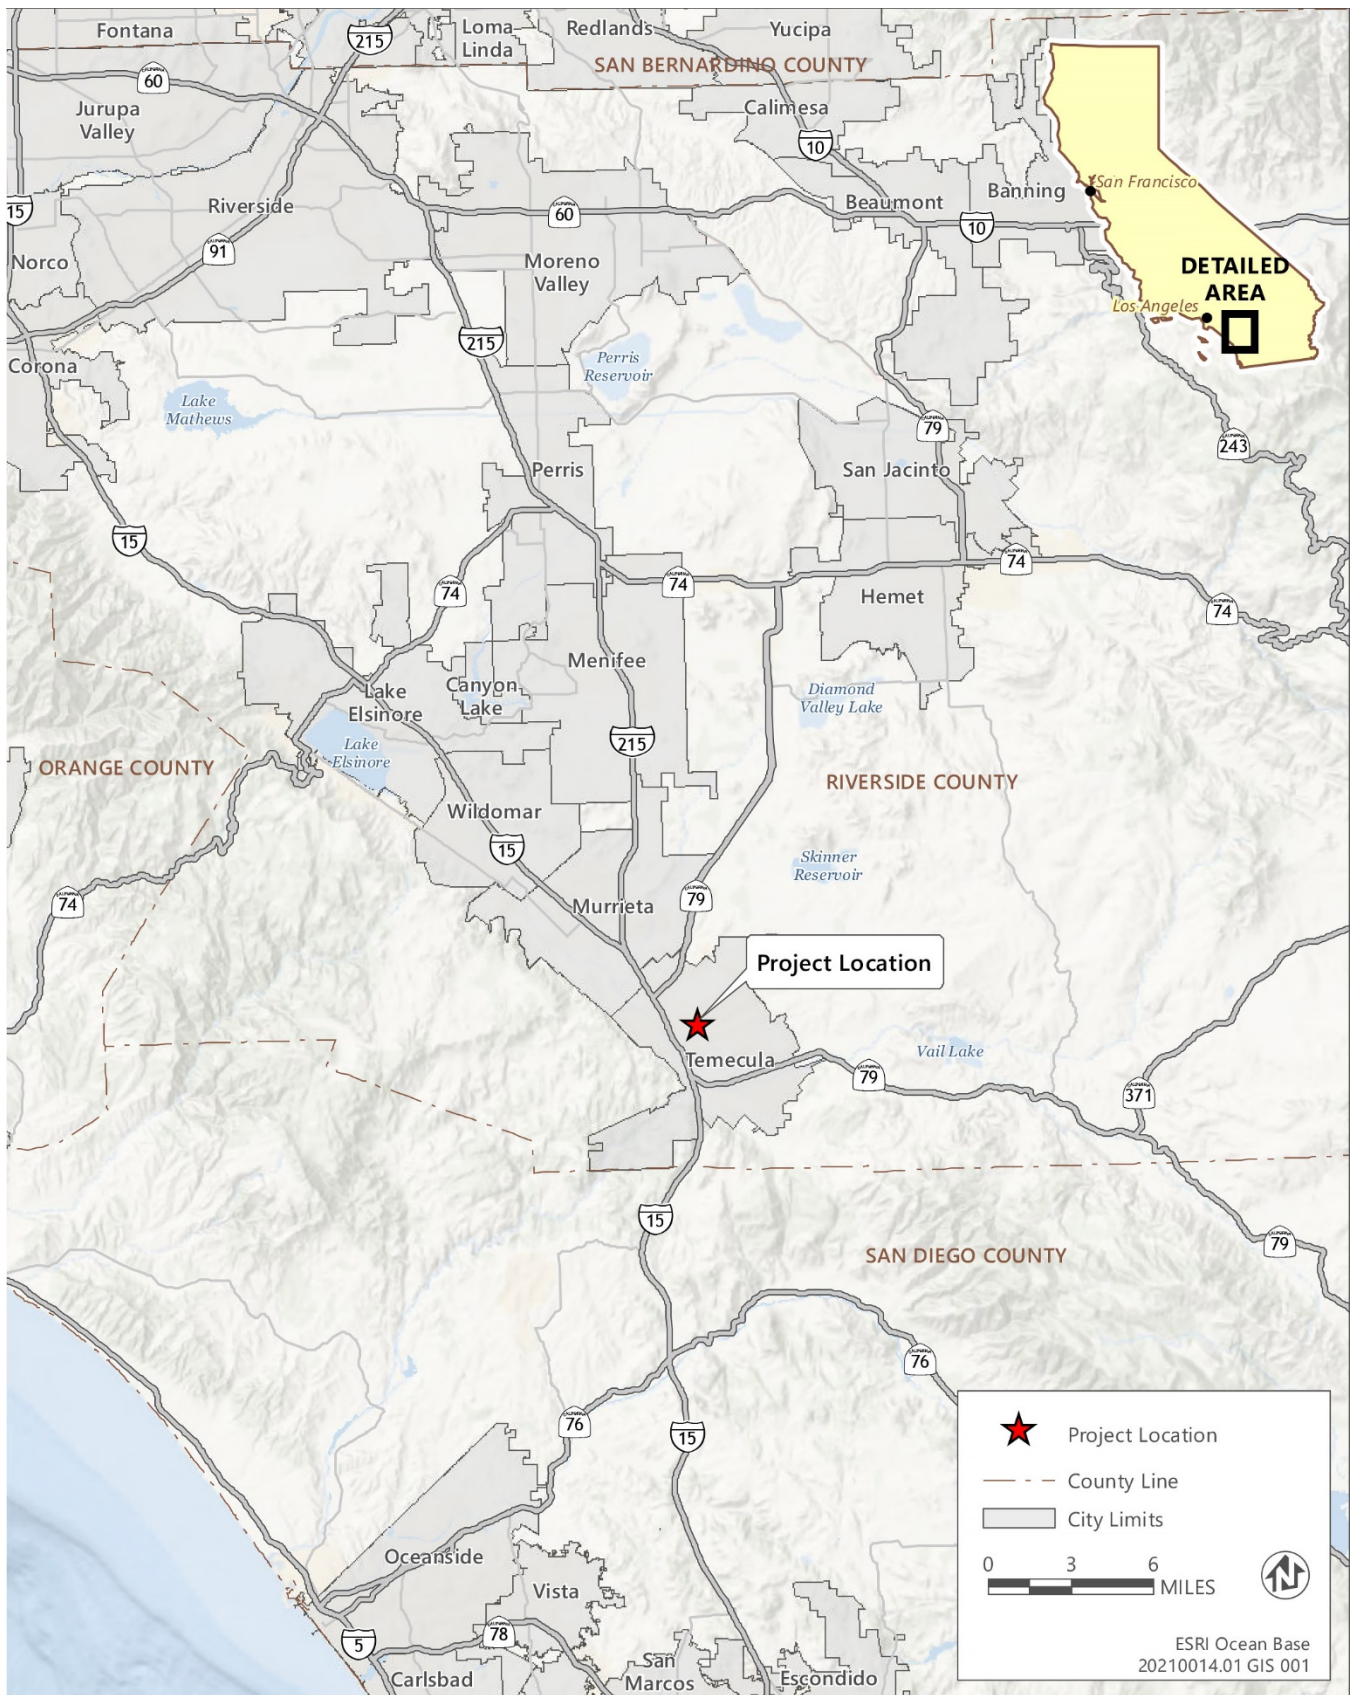 Fontana
215
Loma
Linda
Redlands
Yucipa
SAN BERNARDINO COUNTY
60
Jurupa
Valley
Calimesa
10
San Francisco
15
Riverside
60
Beaumont
Banning
10
91
Norco
Moreno
Valley
DETAILED
AREA
Los Angeles
215
Corona
Perris
Reservoir
Lake
Mathews
CALIFORNIA
79
243
Perris
San Jacinto
15
74
74
74
74
Hemet
Menifee
Canyon
Lake
Lake
Elsinore
Diamond
Valley Lake
215
Lake
Elsinore
ORANGE COUNTY
RIVERSIDE COUNTY
Wildomar
15
Skinner
Reservoir
74
79
Murrieta
Project Location
Temecula
Vail Lake
79
371
15
79
SAN DIEGO COUNTY
76
76
15
Project Location
County Line
City Limits
0 3 6
MILES
N
Oceanside
Vista
78
5
Carlsbad
San
Marcos
Escondido
ESRI Ocean Base
20210014.01 GIS 001